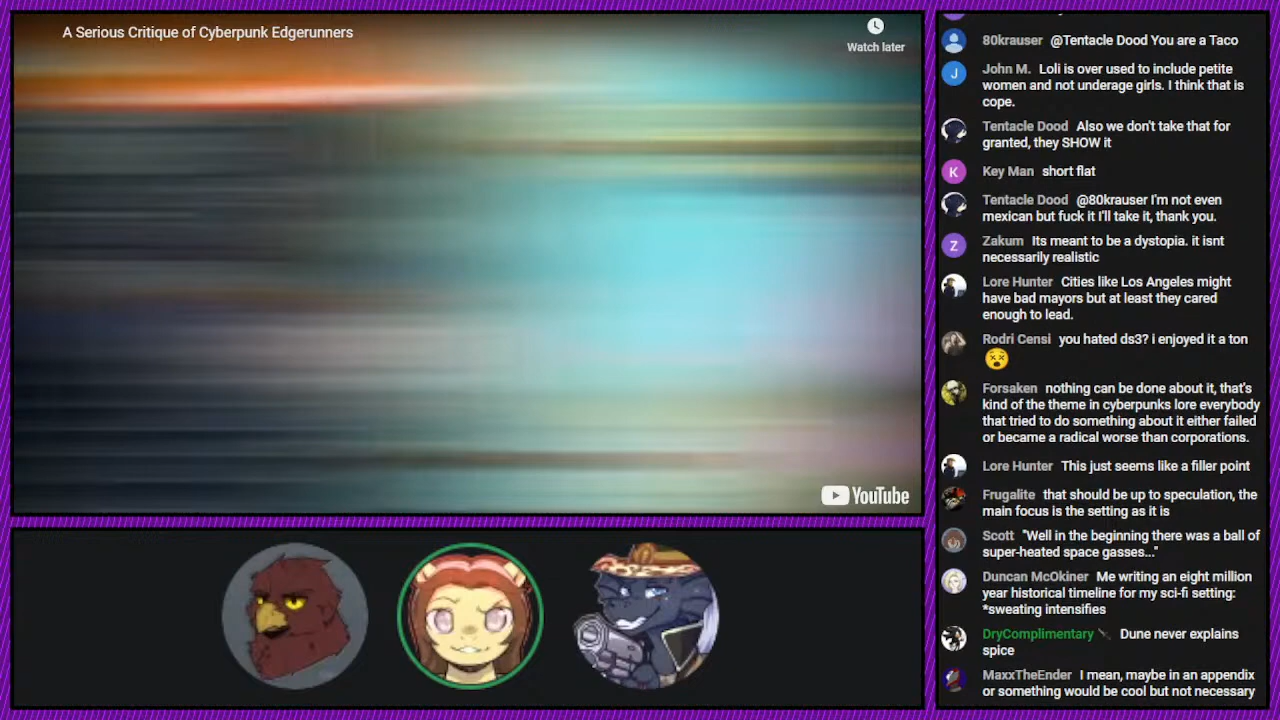 A Serious Critique of Cyberpunk Edgerunners
Watch later
YouTube
80krauser @Tentacle Dood You are a Taco
J
John M. Loli is over used to include petite
women and not underage girls. I think that is
cope.
Tentacle Dood Also we don't take that for
granted, they SHOW it
K
Key Man short flat
Tentacle Dood @80krauser I'm not even
mexican but fuck it I'll take it, thank you.
Z
Zakum Its meant to be a dystopia. it isnt
necessarily realistic
Lore Hunter Cities like Los Angeles might
have bad mayors but at least they cared
enough to lead.
Rodri Censi you hated ds3? i enjoyed it a ton
Forsaken nothing can be done about it, that's
kind of the theme in cyberpunks lore everybody
that tried to do something about it either failed
or became a radical worse than corporations.
Lore Hunter This just seems like a filler point
Frugalite that should be up to speculation, the
main focus is the setting as it is
Scott "Well in the beginning there was a ball of
super-heated space gasses..."
Duncan McOkiner Me writing an eight million
year historical timeline for my sci-fi setting:
*sweating intensifies
DryComplimentary Dune never explains
spice
MaxxTheEnder I mean, maybe in an appendix
or something would be cool but not necessary